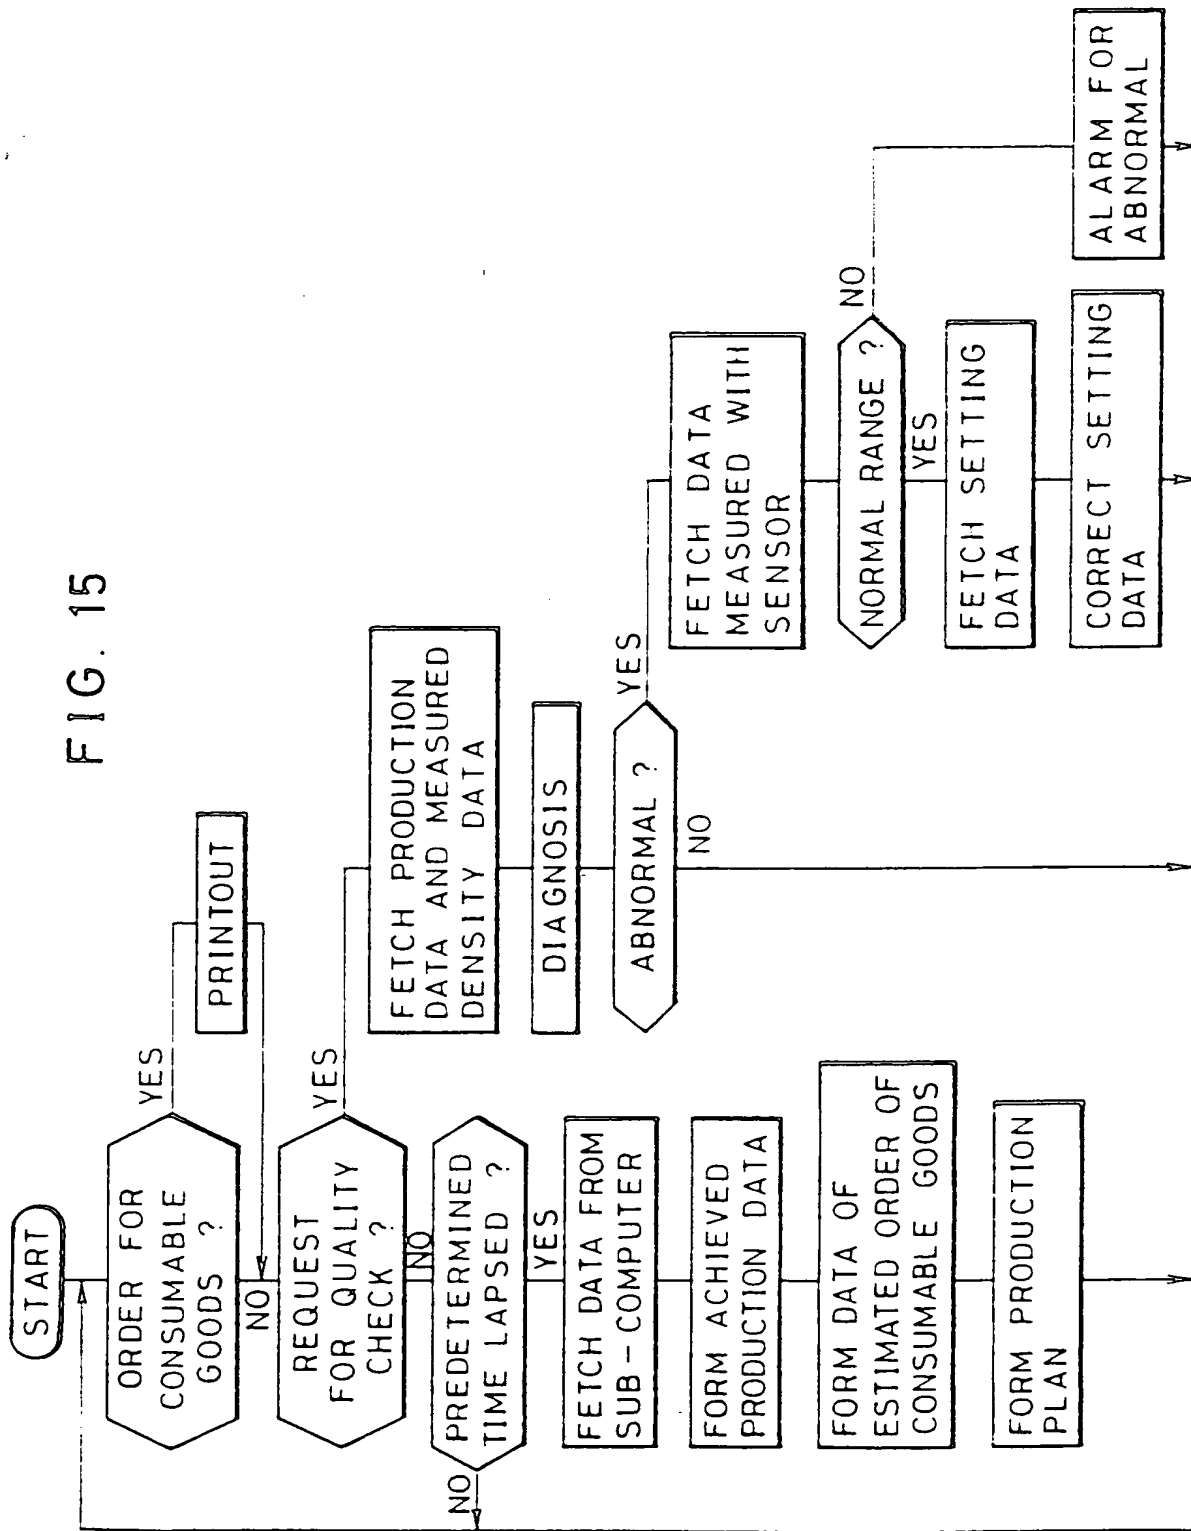 FIG. 15
START
ORDER FOR
CONSUMABLE
GOODS ?
YES
PRINTOUT
NO
REQUEST
FOR QUALITY
CHECK ?
YES
NO
FETCH PRODUCTION
DATA AND MEASURED
DENSITY DATA
DIAGNOSIS
ABNORMAL ?
YES
NO
FETCH DATA
MEASURED WITH
SENSOR
NORMAL RANGE ?
NO
YES
FETCH SETTING
DATA
CORRECT SETTING
DATA
ALARM FOR
ABNORMAL
PREDETERMINED
TIME LAPSED ?
NO
YES
FETCH DATA FROM
SUB-COMPUTER
FORM ACHIEVED
PRODUCTION DATA
FORM DATA OF
ESTIMATED ORDER OF
CONSUMABLE GOODS
FORM PRODUCTION
PLAN